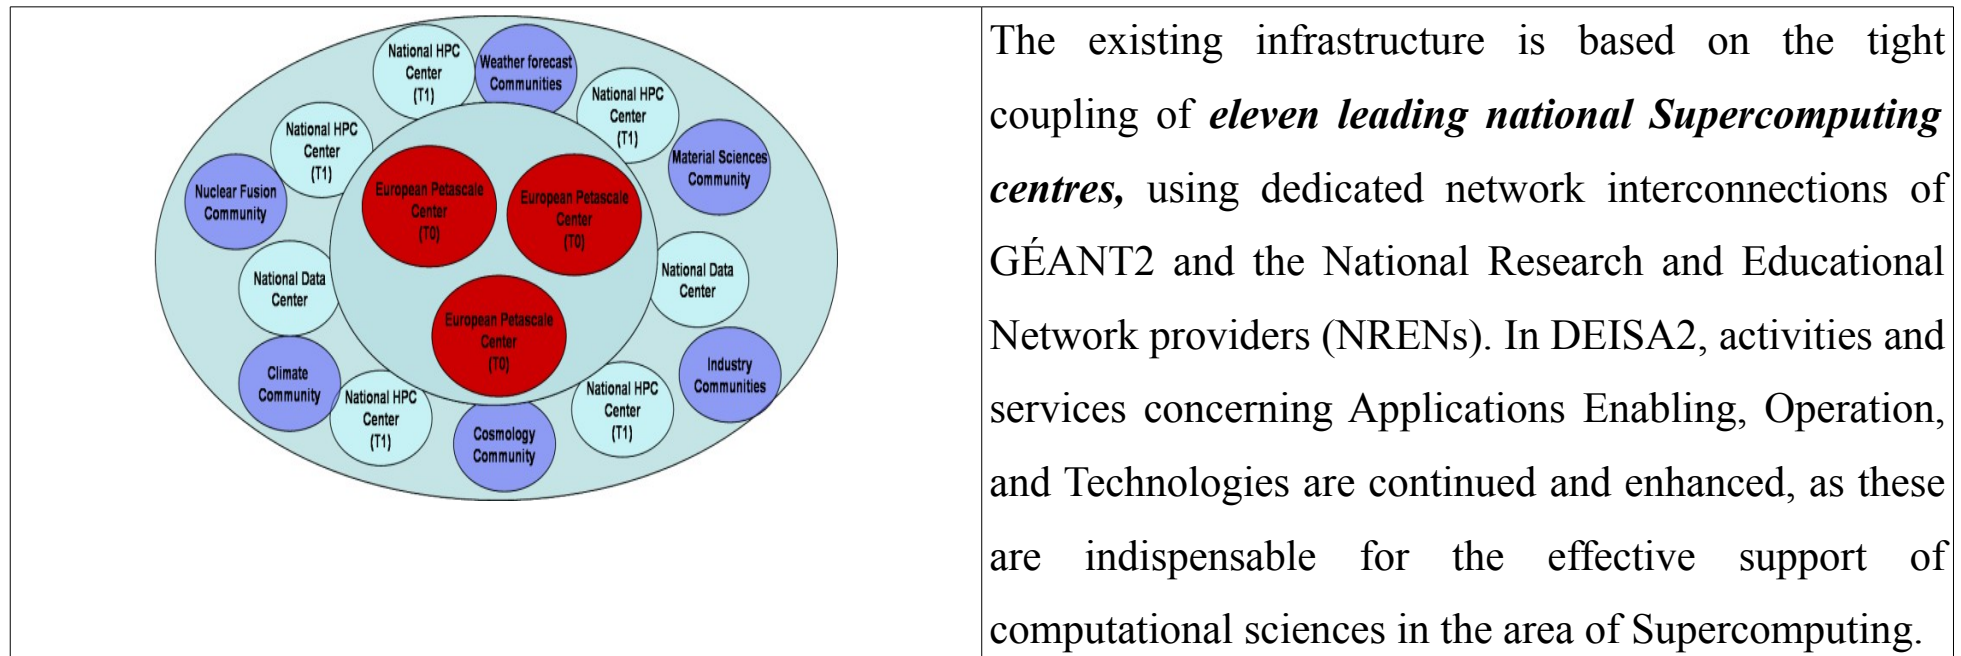 National HPC
Center
(T1)
Weather forecast
Communities
National HPC
Center
(T1)
National HPC
Center
(T1)
Material Sciences
Community
Nuclear Fusion
Community
European Petascale
Center
(T0)
European Petascale
Center
(T0)
National Data
Center
National Data
Center
European Petascale
Center
(T0)
Climate
Community
Industry
Communities
National HPC
Center
(T1)
National HPC
Center
(T1)
Cosmology
Community
The existing infrastructure is based on the tight
coupling of eleven leading national Supercomputing
centres, using dedicated network interconnections of
GÉANT2 and the National Research and Educational
Network providers (NRENs). In DEISA2, activities and
services concerning Applications Enabling, Operation,
and Technologies are continued and enhanced, as these
are indispensable for the effective support of
computational sciences in the area of Supercomputing.